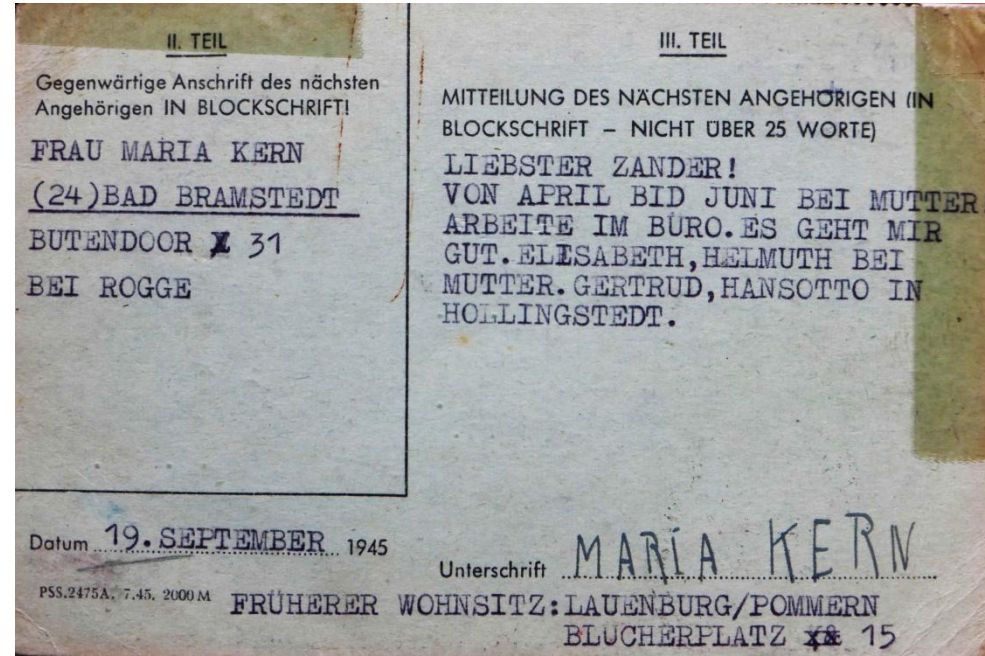 II. TEIL
Gegenwärtige Anschrift des nächsten
Angehörigen IN BLOCKSCHRIFT!
FRAU MARIA KERN
(24)BAD BRAMSTEDT
BUTENDOOR 31
BEI ROGGE
III. TEIL
MITTEILUNG DES NÄCHSTEN ANGEHÖRIGEN (IN
BLOCKSCHRIFT – NICHT ÜBER 25 WORTE)
LIEBSTER ZANDER!
VON APRIL BID JUNI BEI MUTTER
ARBEITE IM BÜRO.ES GEHT MIR
GUT.ELISABETH,HELMUTH BEI
MUTTER.GERTRUD,HANSOTTO IN
HOLLINGSTEDT.
Datum 19. SEPTEMBER 1945
Unterschrift MARIA KERN
PSS.2475A. 7.45. 2000 M
FRÜHERER WOHNSITZ:LAUENBURG/POMMERN
BLÜCHERPLATZ 15